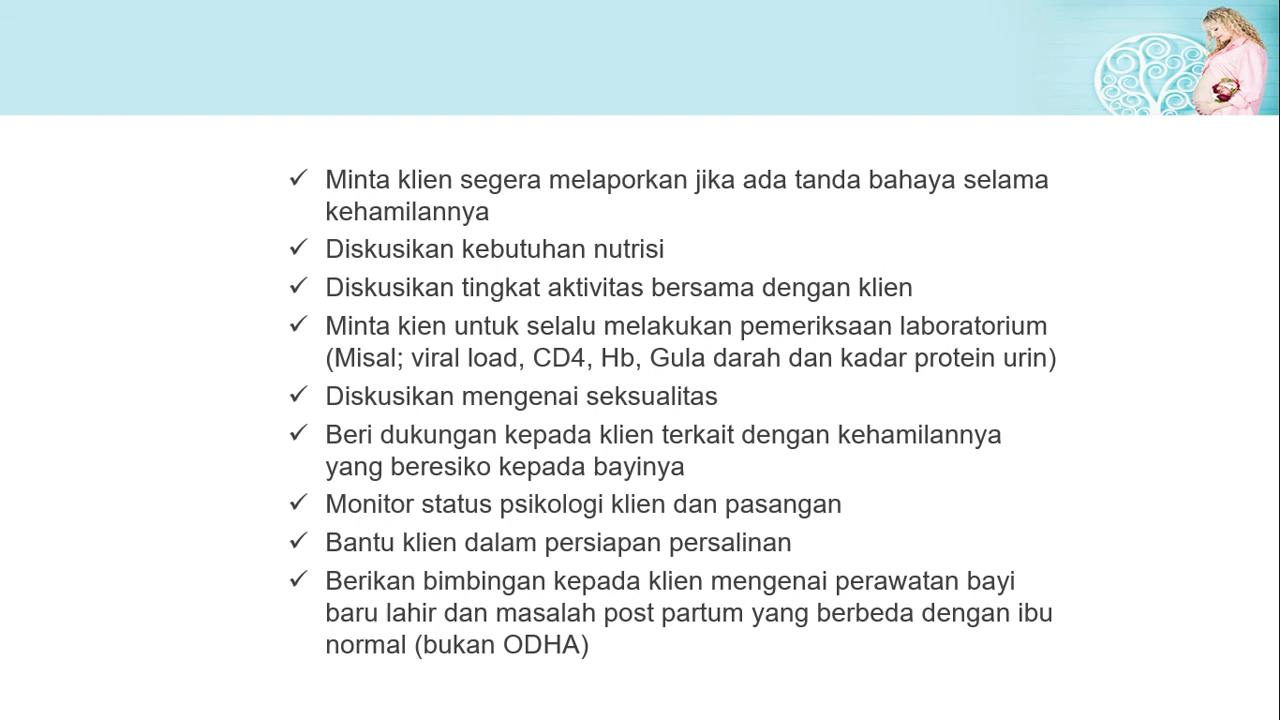 ✓ Minta klien segera melaporkan jika ada tanda bahaya selama
kehamilannya
✓ Diskusikan kebutuhan nutrisi
✓ Diskusikan tingkat aktivitas bersama dengan klien
✓ Minta kien untuk selalu melakukan pemeriksaan laboratorium
(Misal; viral load, CD4, Hb, Gula darah dan kadar protein urin)
✓ Diskusikan mengenai seksualitas
✓ Beri dukungan kepada klien terkait dengan kehamilannya
yang beresiko kepada bayinya
✓ Monitor status psikologi klien dan pasangan
✓ Bantu klien dalam persiapan persalinan
✓ Berikan bimbingan kepada klien mengenai perawatan bayi
baru lahir dan masalah post partum yang berbeda dengan ibu
normal (bukan ODHA)